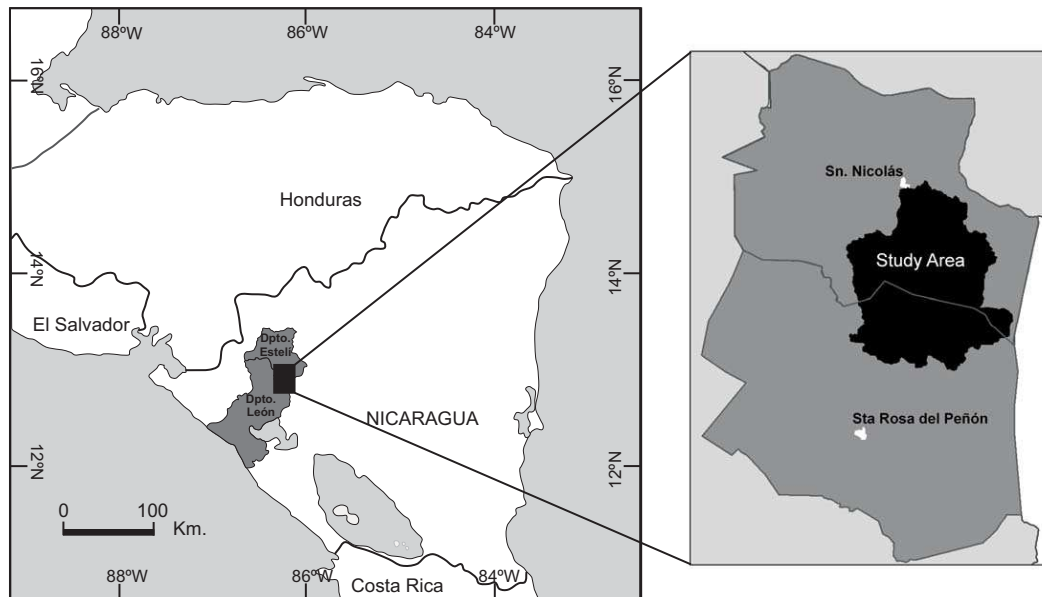 88ºW
86ºW
84ºW
16ºN
16ºN
Honduras
14ºN
14ºN
El Salvador
Dpto.
Estelí
Dpto.
León
NICARAGUA
12ºN
12ºN
0
100
Km.
88ºW
86ºW
84ºW
Costa Rica
Sn. Nicolás
Study Area
Sta Rosa del Peñón